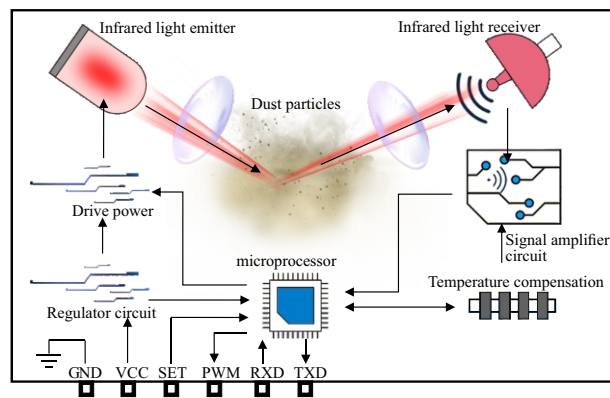 Infrared light emitter
Infrared light receiver
Dust particles
Drive power
Signal amplifier
circuit
microprocessor
Temperature compensation
Regulator circuit
GND VCC SET PWM RXD TXD